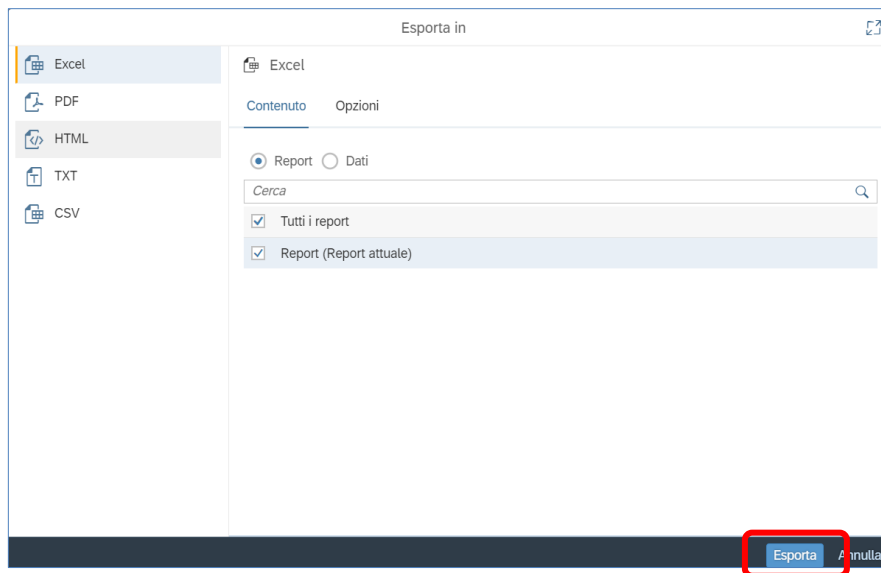 Esporta in
Excel
PDF
HTML
TXT
CSV
Excel
Contenuto Opzioni
Report Dati
Cerca
Tutti i report
Report (Report attuale)
Esporta Annulla